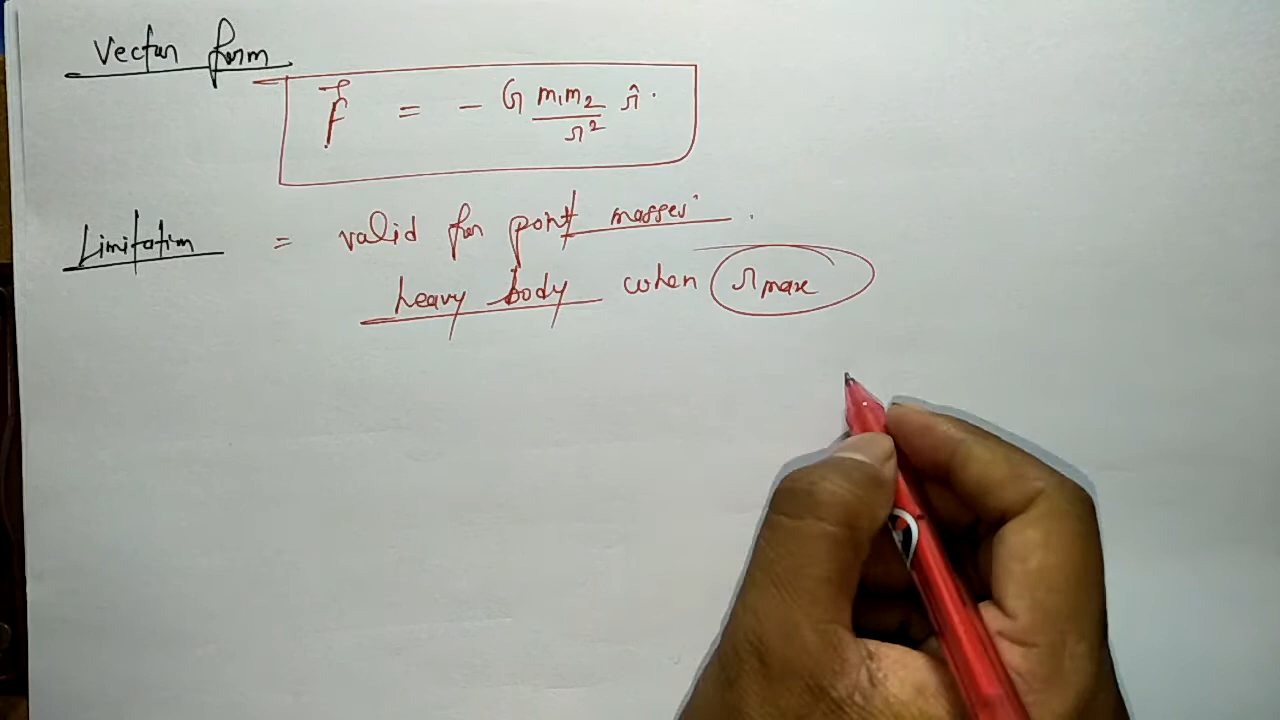 Vector form
F⃗ = - G m₁m₂/r² r̂.
Limitation = valid for point masses.
heavy body when r max